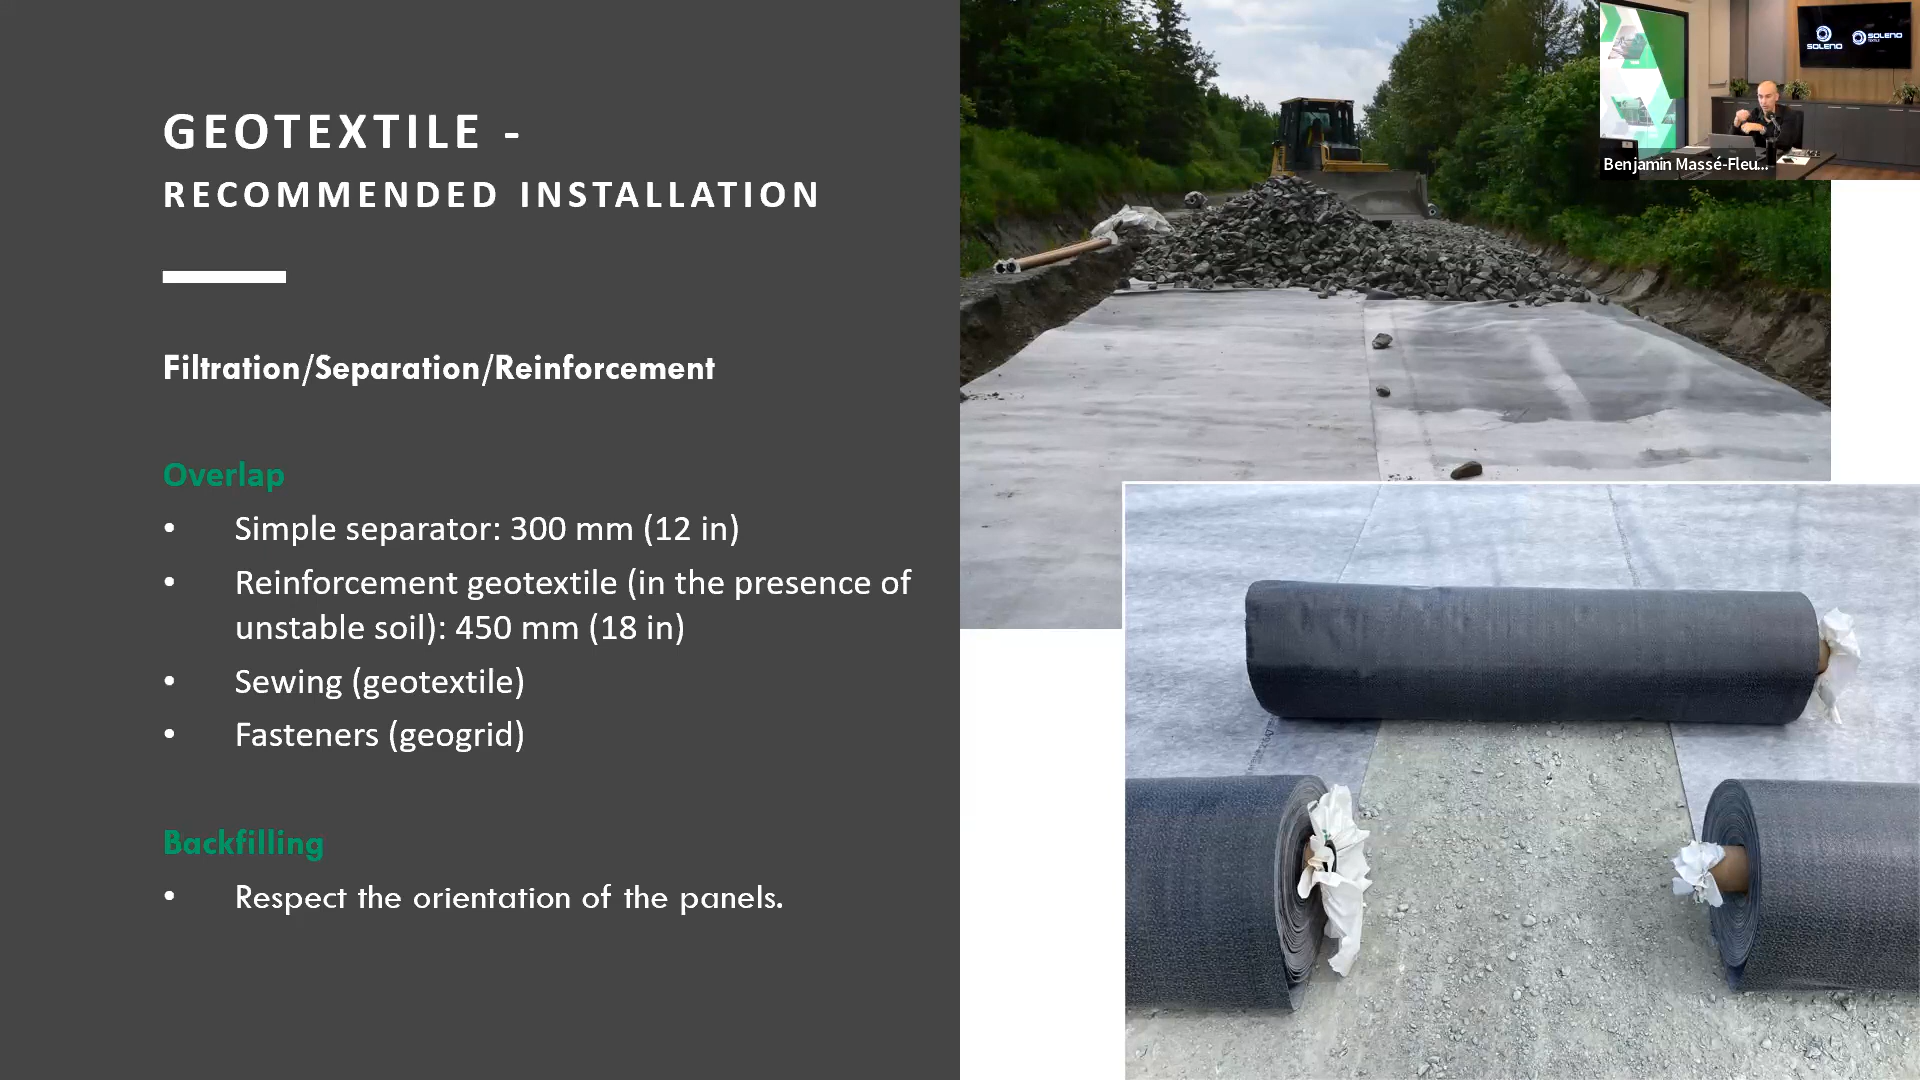 GEOTEXTILE -
RECOMMENDED INSTALLATION
Filtration/Separation/Reinforcement
Overlap
• Simple separator: 300 mm (12 in)
• Reinforcement geotextile (in the presence of
unstable soil): 450 mm (18 in)
• Sewing (geotextile)
• Fasteners (geogrid)
Backfilling
• Respect the orientation of the panels.
SOLENO
SOLENO
Benjamin Massé-Fleu...